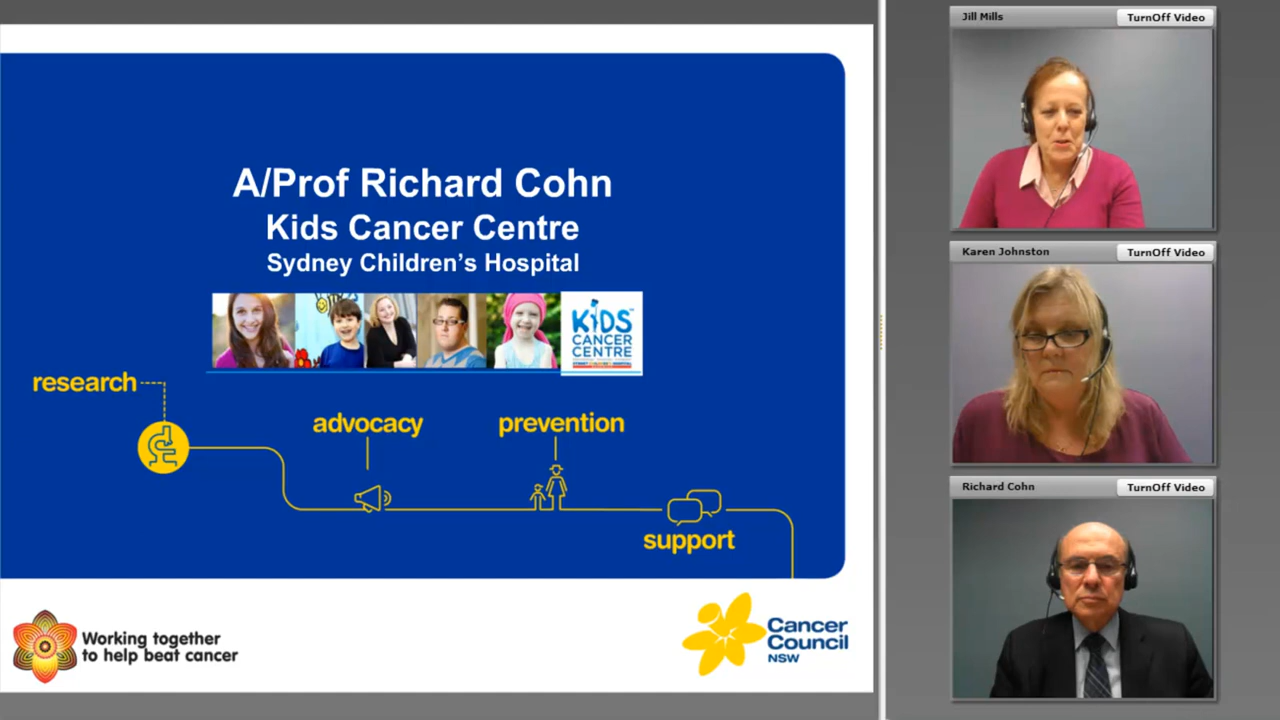 A/Prof Richard Cohn
Kids Cancer Centre
Sydney Children's Hospital
KIDS
CANCER
CENTRE
research
advocacy
prevention
support
Working together
to help beat cancer
Cancer
Council
NSW
Jill Mills
TurnOff Video
Karen Johnston
TurnOff Video
Richard Cohn
TurnOff Video